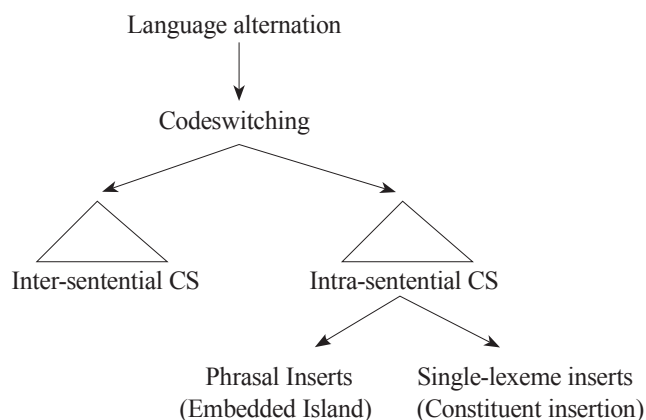 Language alternation
Codeswitching
Inter-sentential CS
Intra-sentential CS
Phrasal Inserts
(Embedded Island)
Single-lexeme inserts
(Constituent insertion)